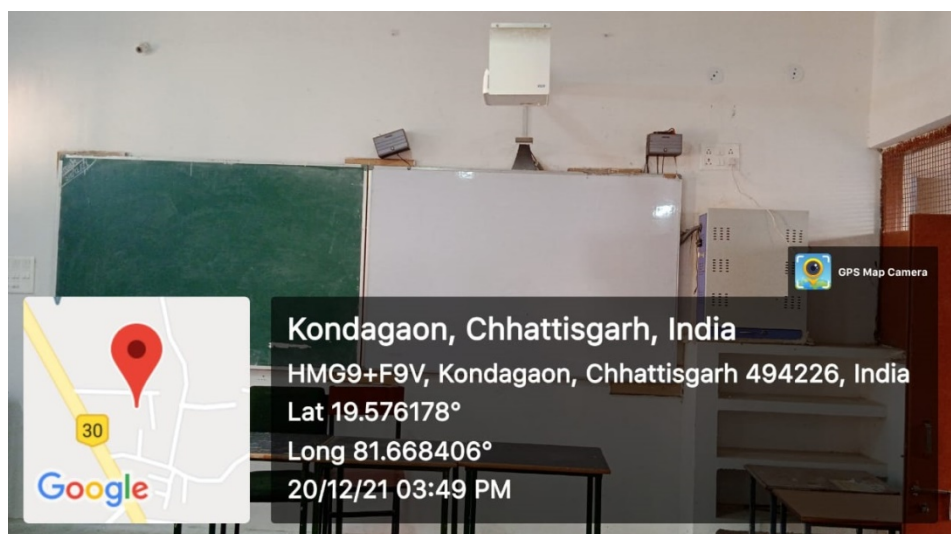 GPS Map Camera
Kondagaon, Chhattisgarh, India
HMG9+F9V, Kondagaon, Chhattisgarh 494226, India
Lat 19.576178°
Long 81.668406°
20/12/21 03:49 PM
30
Google